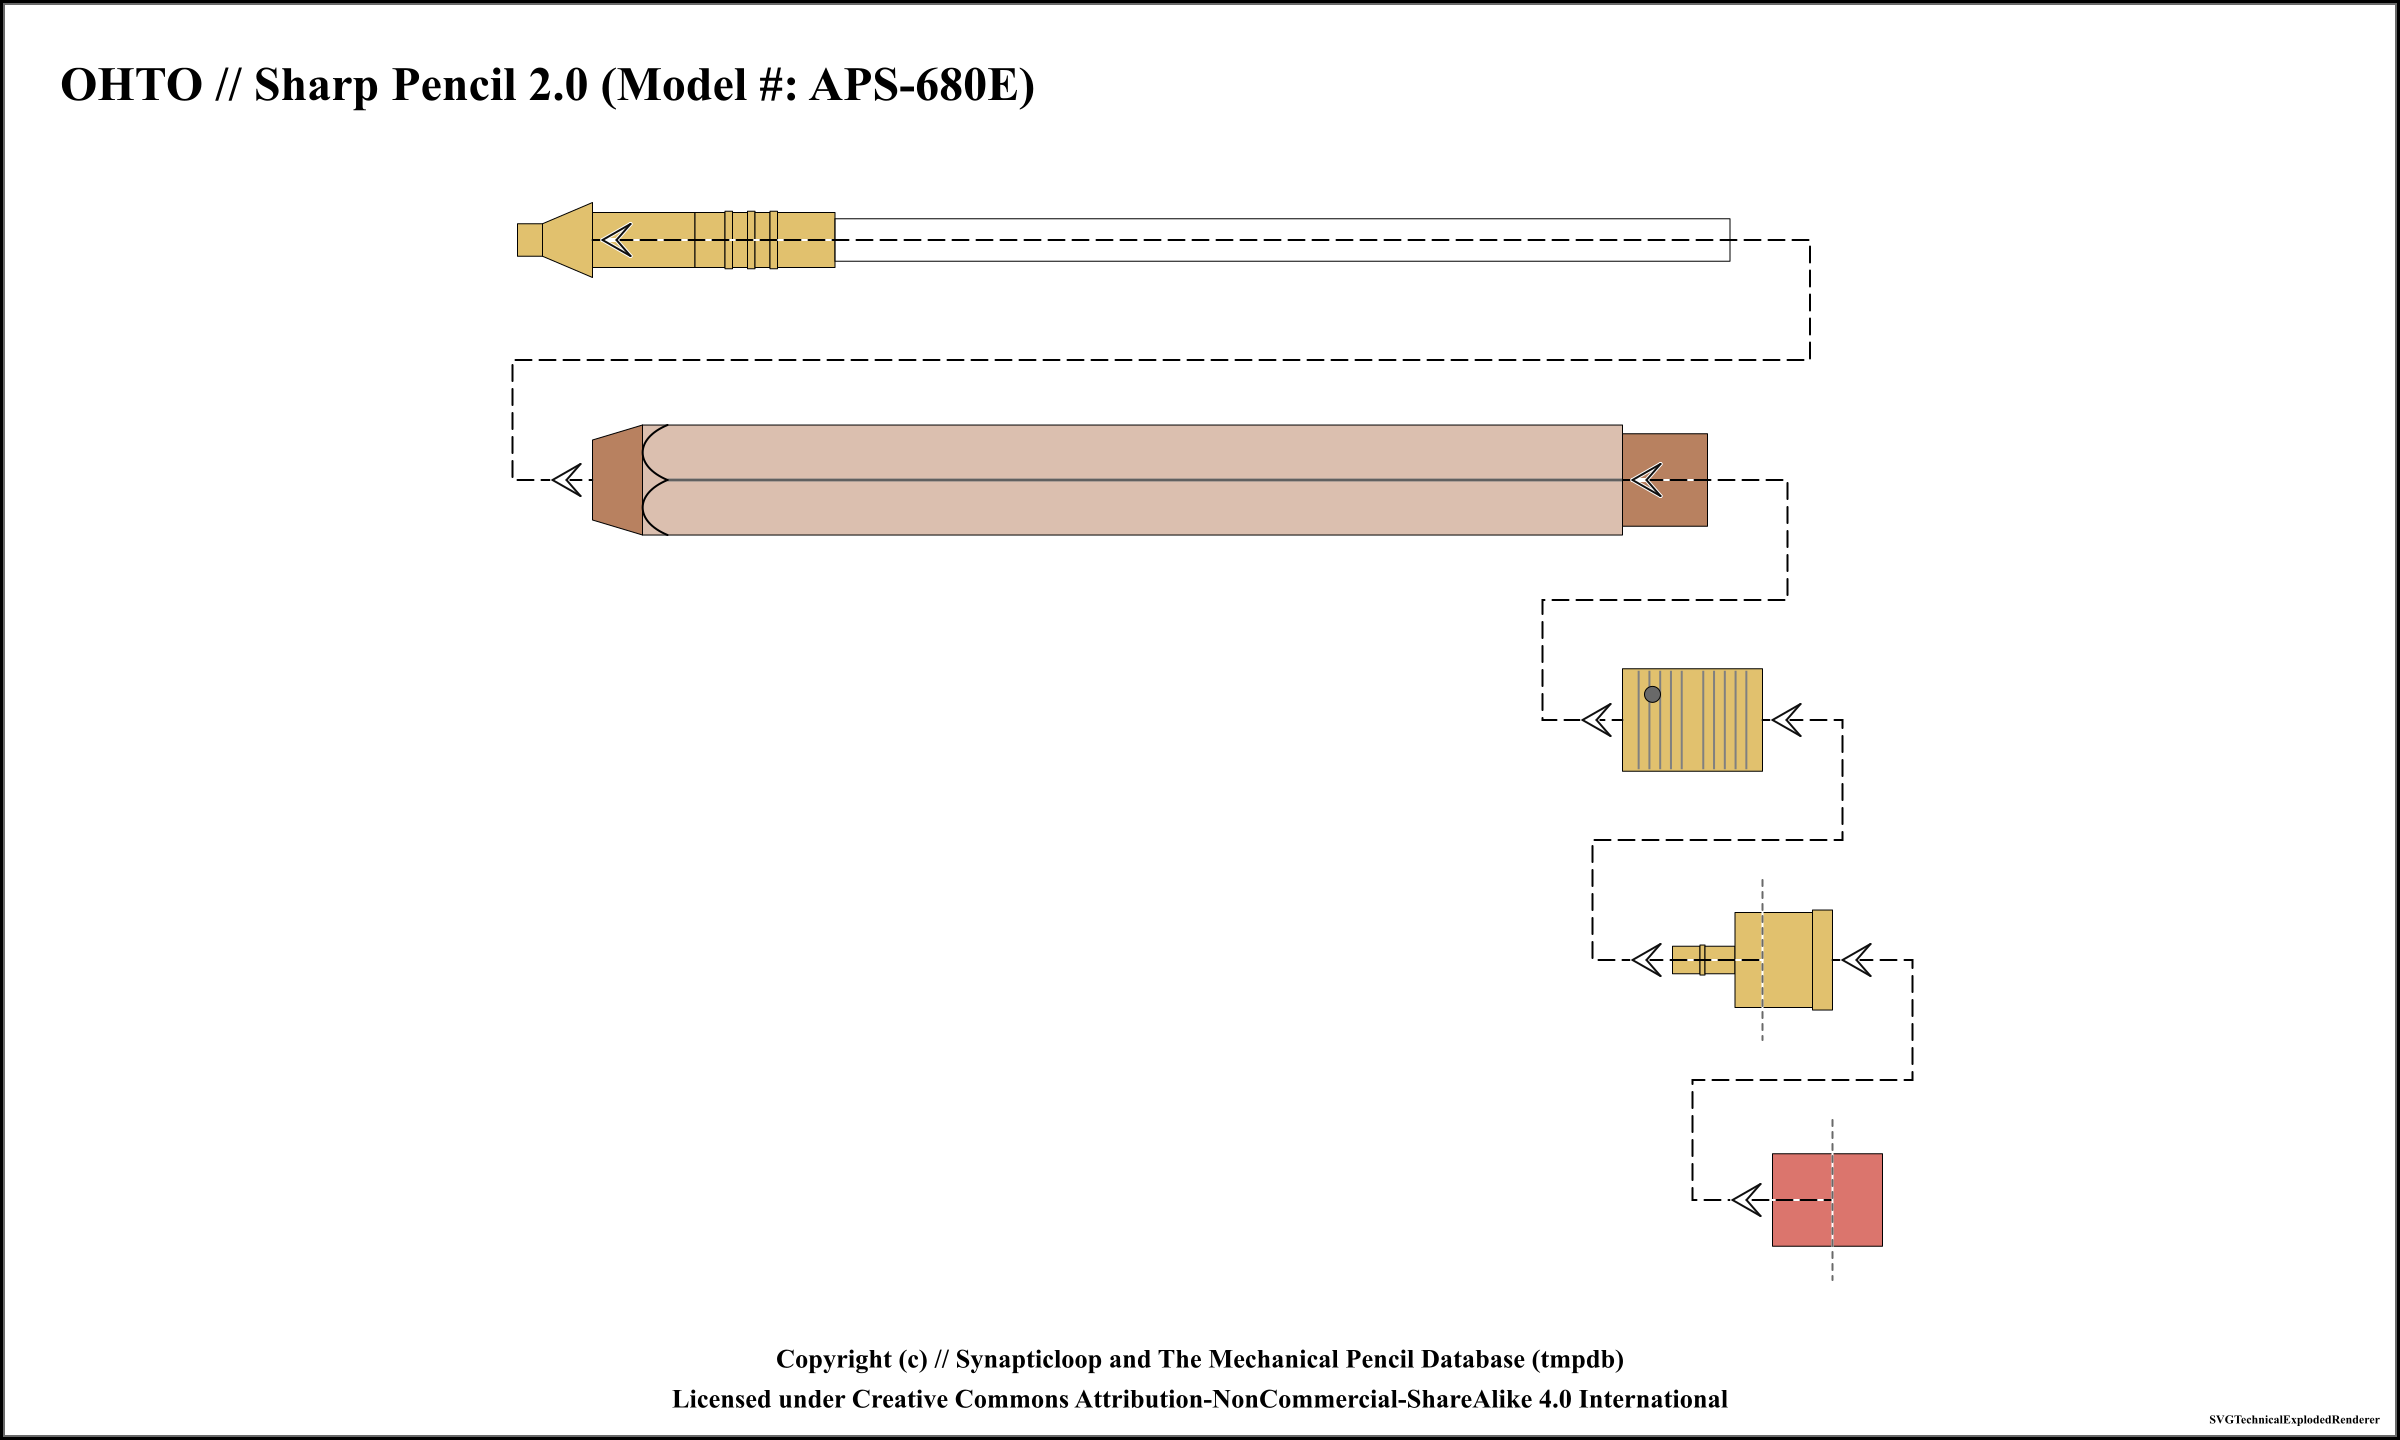 OHTO // Sharp Pencil 2.0 (Model #: APS-680E)
Copyright (c) // Synapticloop and The Mechanical Pencil Database (tmpdb)
Licensed under Creative Commons Attribution-NonCommercial-ShareAlike 4.0 International
SVGTechnicalExplodedRenderer